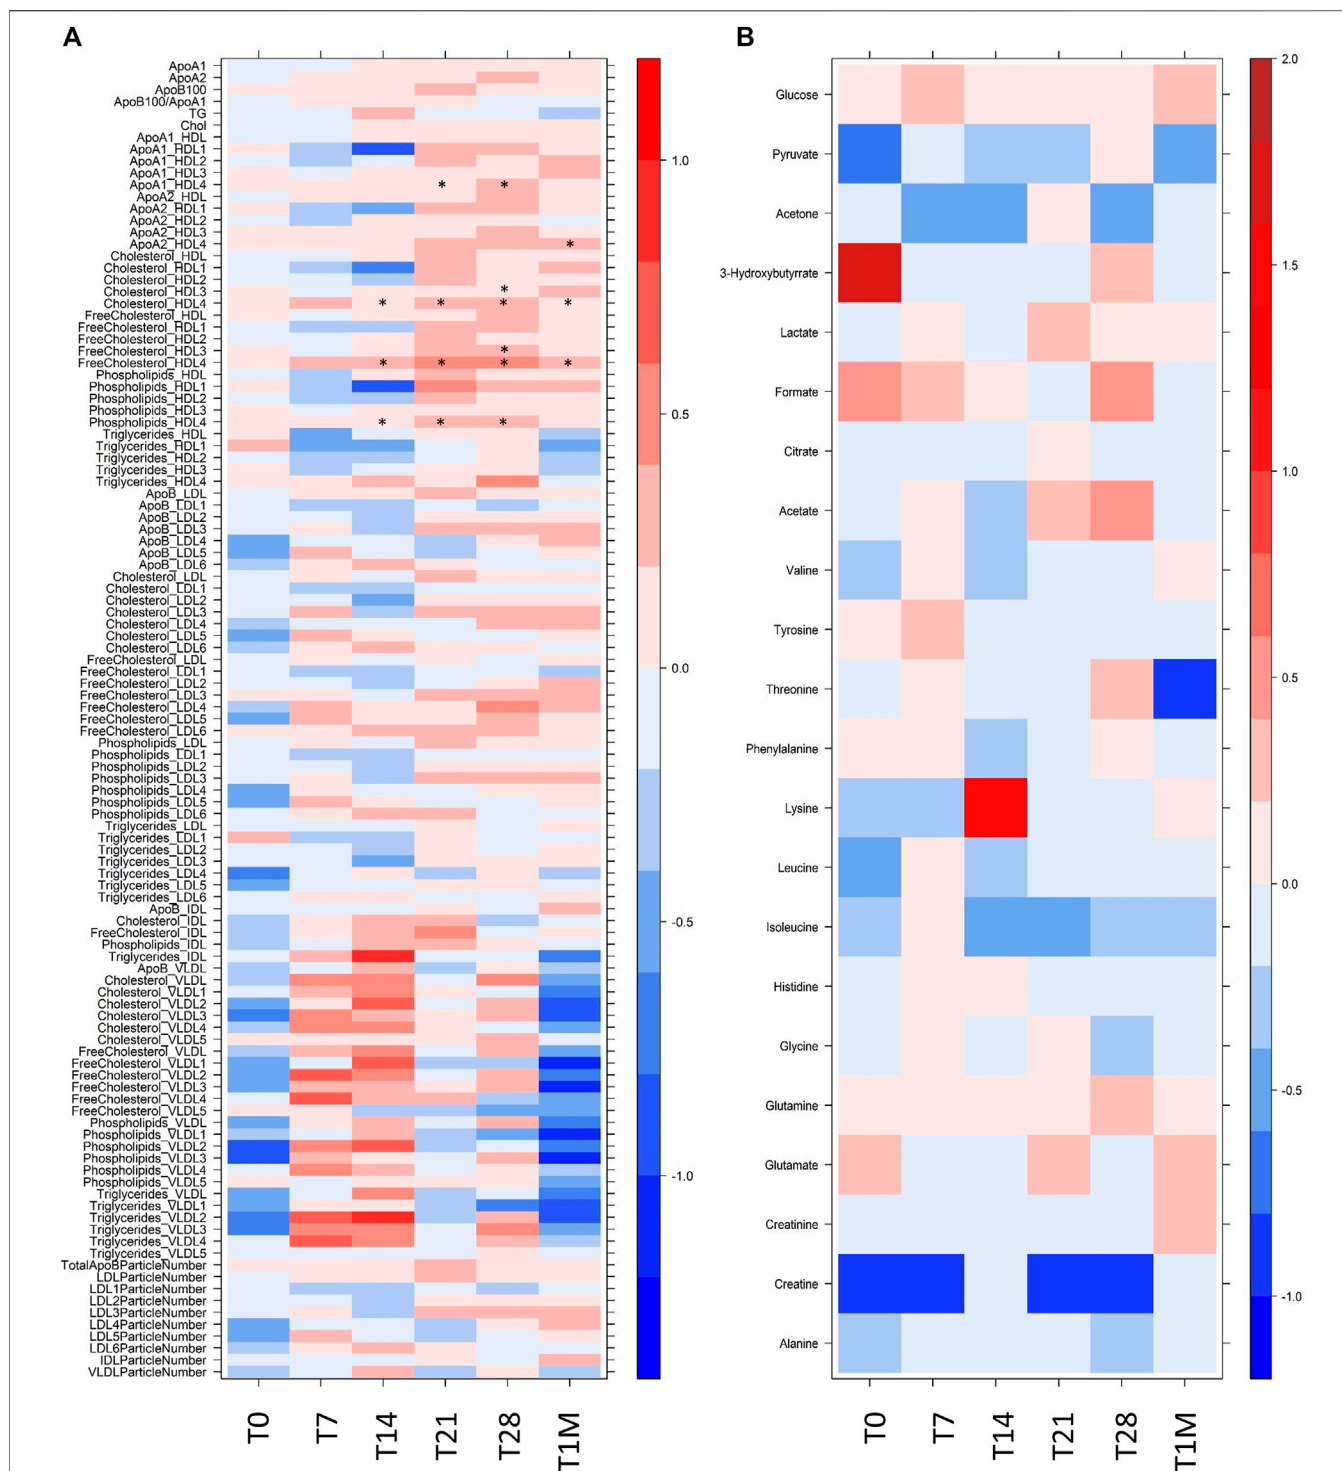 A
ApoA1
ApoA2
ApoB100
ApoB100/ApoA1
TG
Chol
ApoA1_HDL
ApoA1_HDL1
ApoA1_HDL2
ApoA1_HDL3
ApoA1_HDL4
ApoA2_HDL
ApoA2_HDL1
ApoA2_HDL2
ApoA2_HDL3
ApoA2_HDL4
Cholesterol_HDL
Cholesterol_HDL1
Cholesterol_HDL2
Cholesterol_HDL3
Cholesterol_HDL4
FreeCholesterol_HDL
FreeCholesterol_HDL1
FreeCholesterol_HDL2
FreeCholesterol_HDL3
FreeCholesterol_HDL4
Phospholipids_HDL
Phospholipids_HDL1
Phospholipids_HDL2
Phospholipids_HDL3
Phospholipids_HDL4
Triglycerides_HDL
Triglycerides_HDL1
Triglycerides_HDL2
Triglycerides_HDL3
Triglycerides_HDL4
ApoB_LDL
ApoB_LDL1
ApoB_LDL2
ApoB_LDL3
ApoB_LDL4
ApoB_LDL5
ApoB_LDL6
Cholesterol_LDL
Cholesterol_LDL1
Cholesterol_LDL2
Cholesterol_LDL3
Cholesterol_LDL4
Cholesterol_LDL5
Cholesterol_LDL6
FreeCholesterol_LDL
FreeCholesterol_LDL1
FreeCholesterol_LDL2
FreeCholesterol_LDL3
FreeCholesterol_LDL4
FreeCholesterol_LDL5
FreeCholesterol_LDL6
Phospholipids_LDL
Phospholipids_LDL1
Phospholipids_LDL2
Phospholipids_LDL3
Phospholipids_LDL4
Phospholipids_LDL5
Phospholipids_LDL6
Triglycerides_LDL
Triglycerides_LDL1
Triglycerides_LDL2
Triglycerides_LDL3
Triglycerides_LDL4
Triglycerides_LDL5
Triglycerides_LDL6
ApoB_IDL
Cholesterol_IDL
FreeCholesterol_IDL
Phospholipids_IDL
Triglycerides_IDL
ApoB_VLDL
Cholesterol_VLDL
Cholesterol_VLDL1
Cholesterol_VLDL2
Cholesterol_VLDL3
Cholesterol_VLDL4
Cholesterol_VLDL5
FreeCholesterol_VLDL
FreeCholesterol_VLDL1
FreeCholesterol_VLDL2
FreeCholesterol_VLDL3
FreeCholesterol_VLDL4
FreeCholesterol_VLDL5
Phospholipids_VLDL
Phospholipids_VLDL1
Phospholipids_VLDL2
Phospholipids_VLDL3
Phospholipids_VLDL4
Phospholipids_VLDL5
Triglycerides_VLDL
Triglycerides_VLDL1
Triglycerides_VLDL2
Triglycerides_VLDL3
Triglycerides_VLDL4
Triglycerides_VLDL5
TotalApoBParticleNumber
LDLParticleNumber
LDL1ParticleNumber
LDL2ParticleNumber
LDL3ParticleNumber
LDL4ParticleNumber
LDL5ParticleNumber
LDL6ParticleNumber
IDLParticleNumber
VLDLParticleNumber
* *
*
*
* * * *
*
* * * *
* * *
T0 T7 T14 T21 T28 T1M
1.0
0.5
0.0
-0.5
-1.0
B
Glucose
Pyruvate
Acetone
3-Hydroxybutyrrate
Lactate
Formate
Citrate
Acetate
Valine
Tyrosine
Threonine
Phenylalanine
Lysine
Leucine
Isoleucine
Histidine
Glycine
Glutamine
Glutamate
Creatinine
Creatine
Alanine
T0 T7 T14 T21 T28 T1M
2.0
1.5
1.0
0.5
0.0
-0.5
-1.0